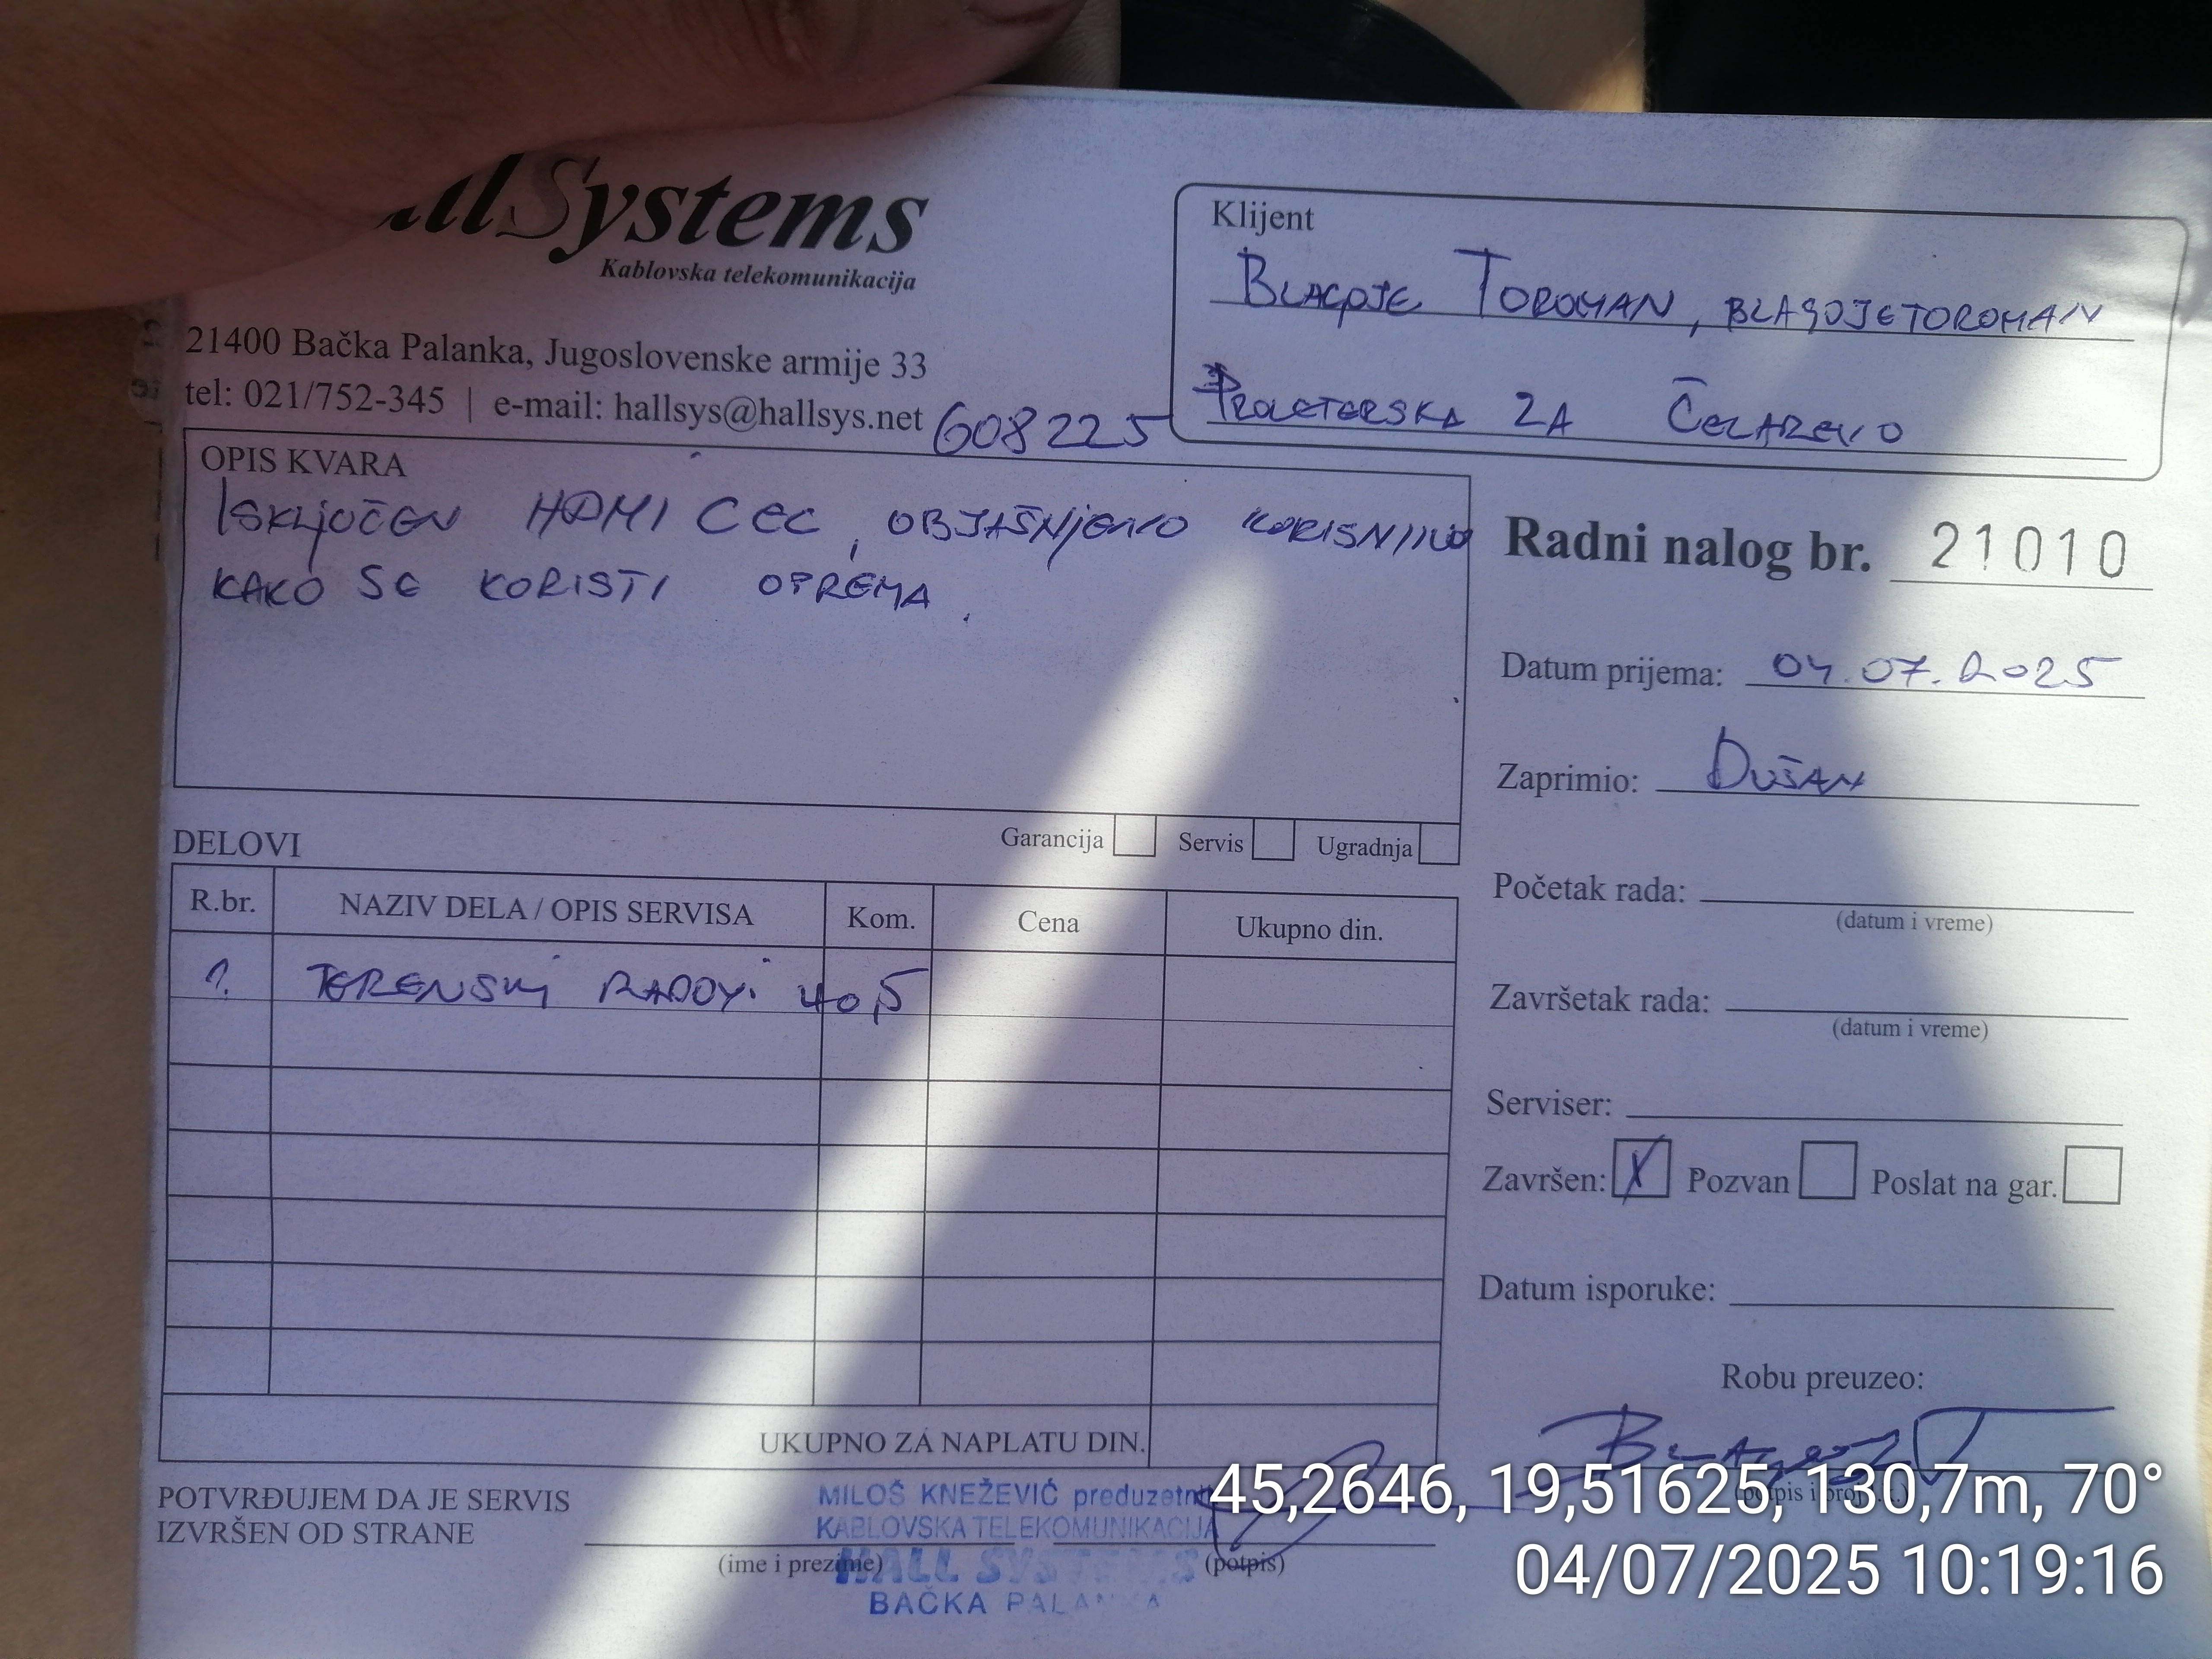 allSystems
Kablovska telekomunikacija
21400 Bačka Palanka, Jugoslovenske armije 33
tel: 021/752-345 | e-mail: hallsys@hallsys.net
608225
Klijent
BLAGOJE TOROMAN, BLAGOJETOROMAN
PROLETERSKA 2A ČELAREVO
OPIS KVARA
ISKLJUČEN HDMI CEC, OBJAŠNJENO KORISNIKU
KAKO SE KORISTI OPREMA.
Garancija Servis Ugradnja
DELOVI
R.br. NAZIV DELA / OPIS SERVISA Kom. Cena Ukupno din.
1. TERENSKI RADOVI 40,5
UKUPNO ZA NAPLATU DIN.
Radni nalog br. 21010
Datum prijema: 04.07.2025
Zaprimio: DUŠAN
Početak rada:
(datum i vreme)
Završetak rada:
(datum i vreme)
Serviser:
Završen: X Pozvan Poslat na gar.
Datum isporuke:
Robu preuzeo:
POTVRĐUJEM DA JE SERVIS
IZVRŠEN OD STRANE
(ime i prezime)
(potpis)
MILOŠ KNEŽEVIĆ preduzetnik
KABLOVSKA TELEKOMUNIKACIJA
HALL SYSTEMS
BAČKA PALANKA
45,2646, 19,51625, 130,7m, 70°
04/07/2025 10:19:16